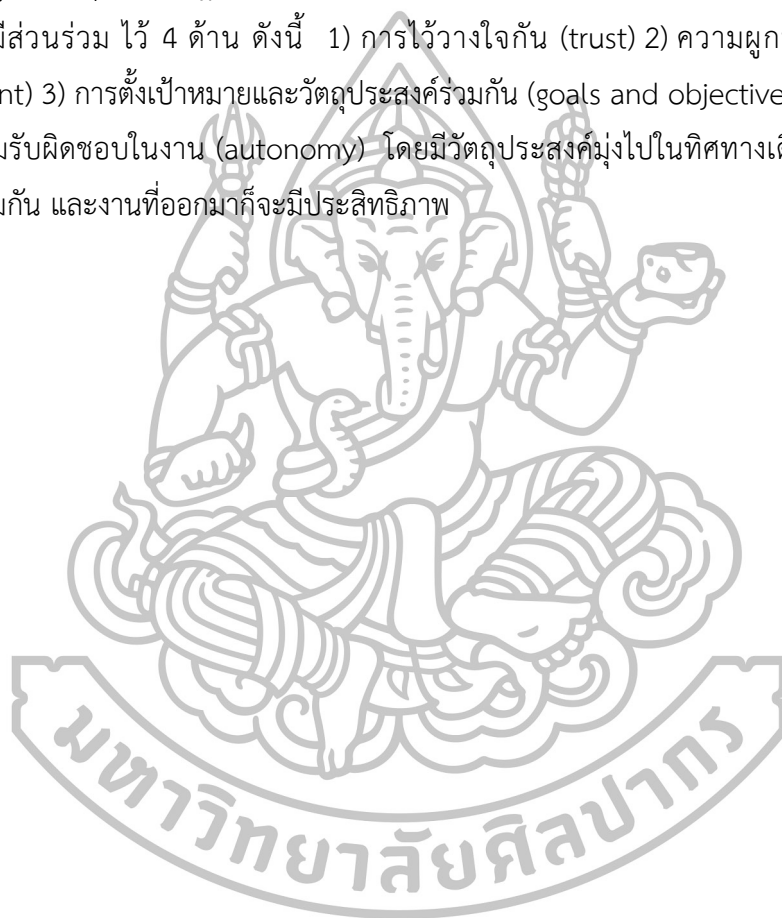 มีส่วนร่วม ไว้ 4 ด้าน ดังนี้ 1) การไว้วางใจกัน (trust) 2) ความผูก
nt) 3) การตั้งเป้าหมายและวัตถุประสงค์ร่วมกัน (goals and objective
มรับผิดชอบในงาน (autonomy) โดยมีวัตถุประสงค์มุ่งไปในทิศทางเดี
มกัน และงานที่ออกมาก็จะมีประสิทธิภาพ
มหาวิทยาลัยศิลปากร